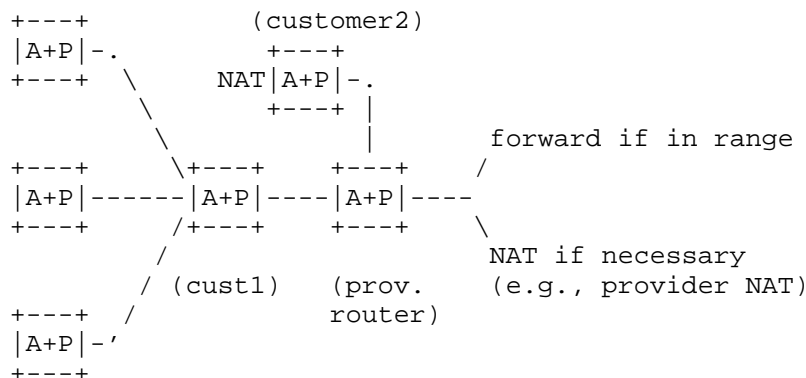 +---+          (customer2)
|A+P|-.          +---+
+---+  \      NAT|A+P|-.
        \        +---+ |
         \             |       forward if in range
+---+     \+---+     +---+    /
|A+P|------|A+P|----|A+P|----
+---+     /+---+     +---+    \
         /                     NAT if necessary
        / (cust1)    (prov.    (e.g., provider NAT)
+---+  /             router)
|A+P|-'
+---+